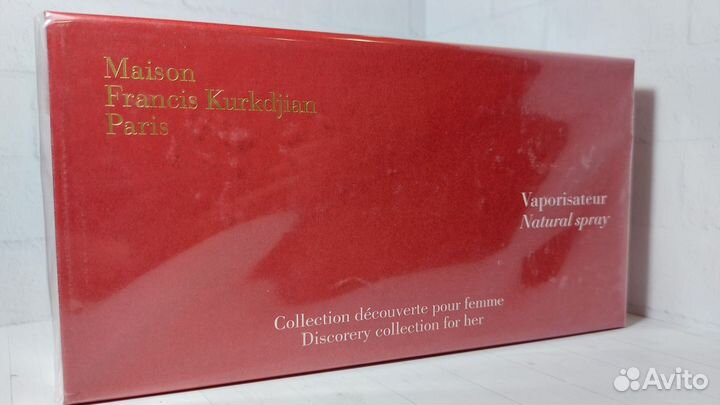 Maison
Francis Kurkdjian
Paris
Vaporisateur
Natural spray
Collection découverte pour femme
Discorery collection for her
Avito